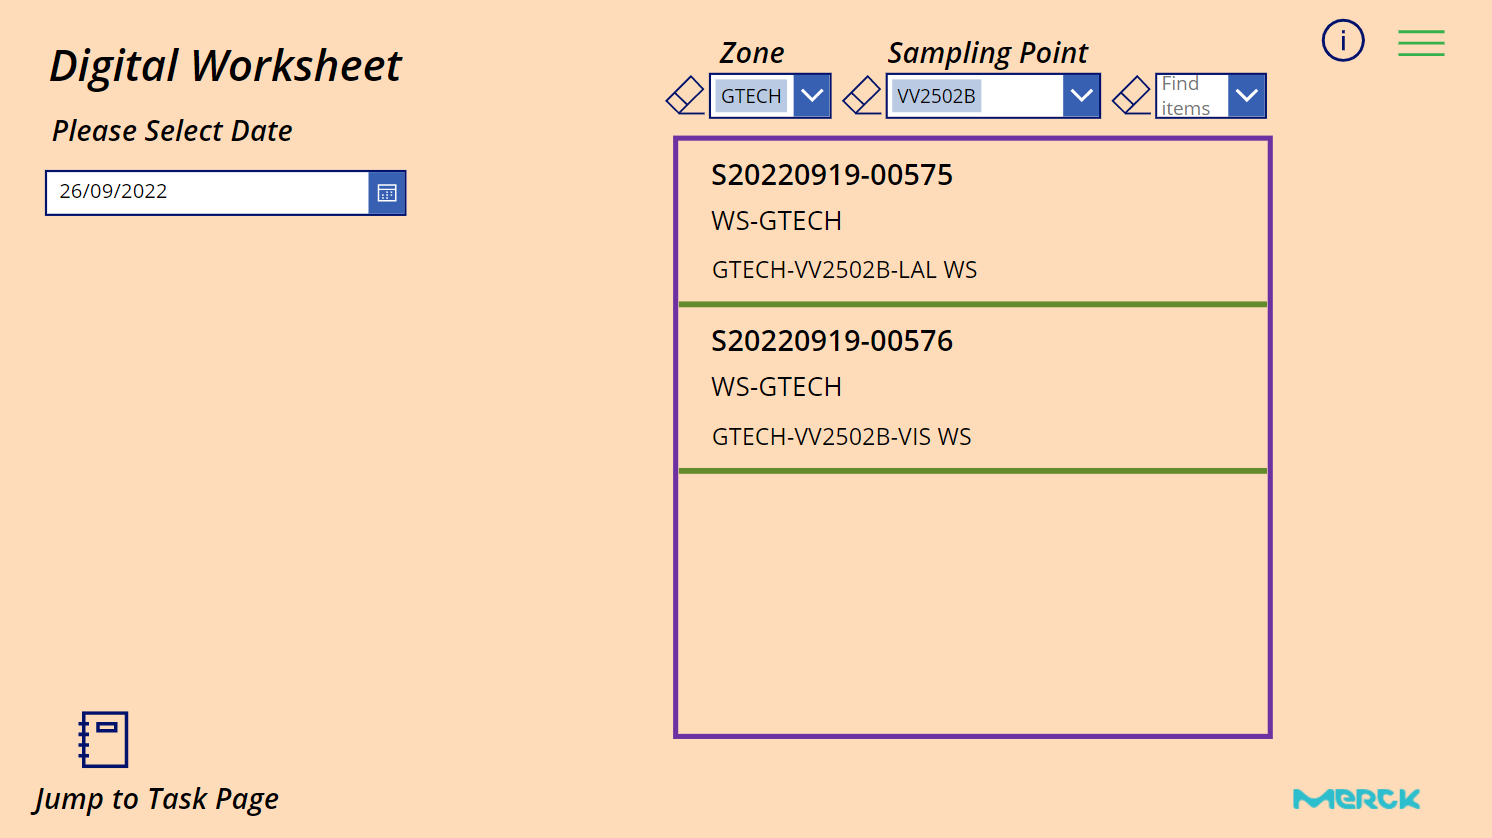 Digital Worksheet
Please Select Date
26/09/2022
Zone
Sampling Point
GTECH
VV2502B
Find
items
S20220919-00575
WS-GTECH
GTECH-VV2502B-LAL WS
S20220919-00576
WS-GTECH
GTECH-VV2502B-VIS WS
Jump to Task Page
MERCK